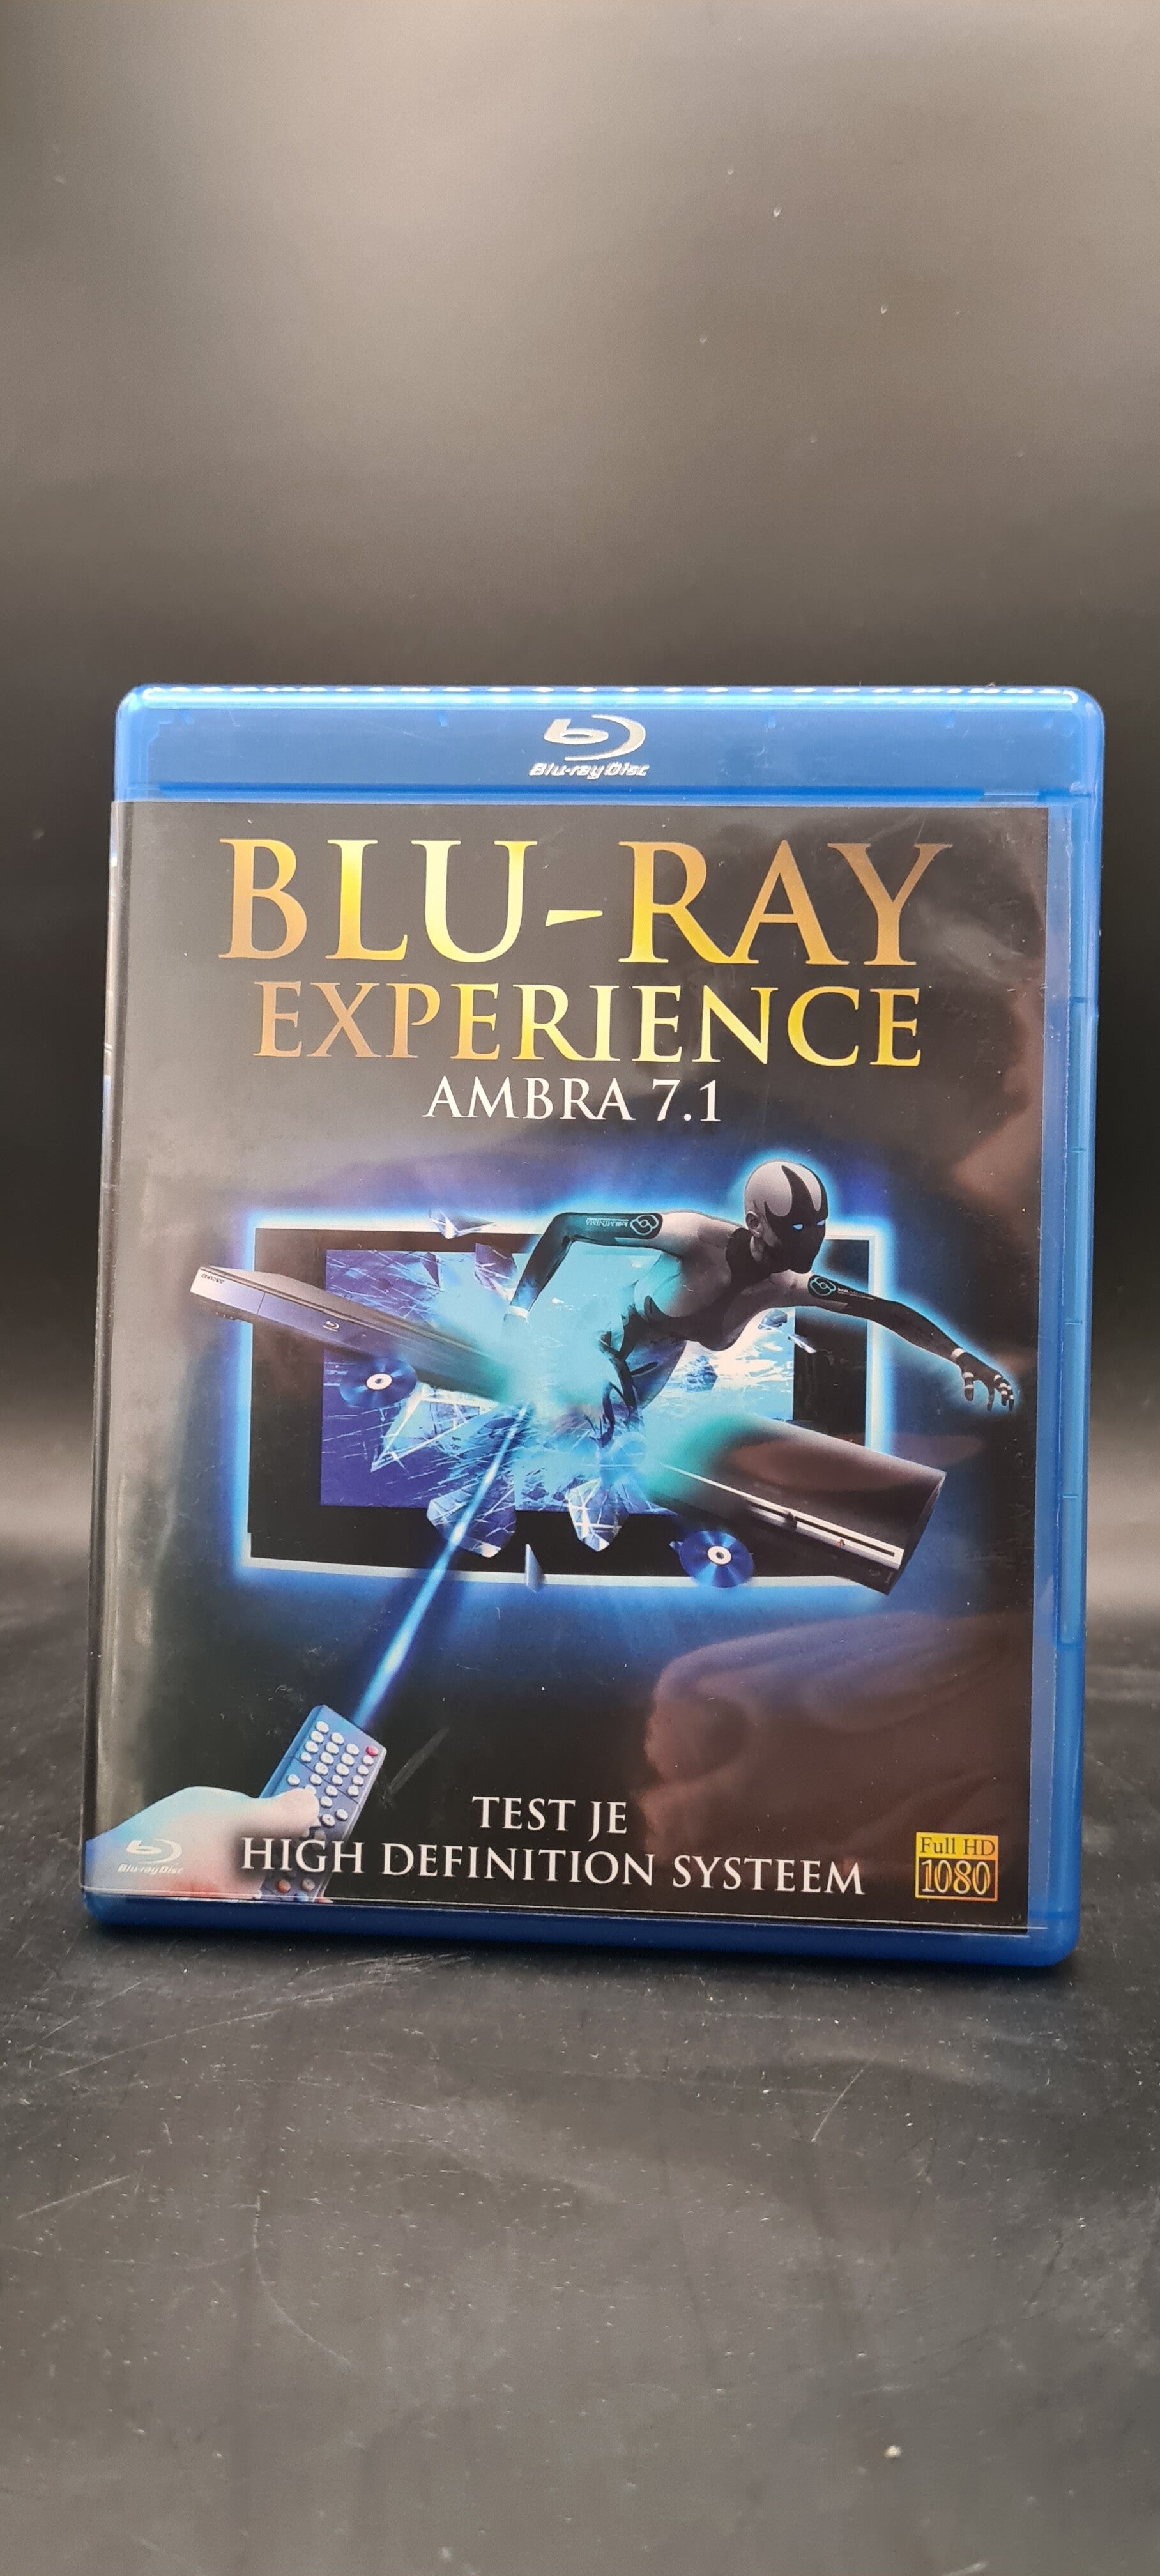 Blu-ray Disc
BLU-RAY
EXPERIENCE
AMBRA 7.1
TEST JE
HIGH DEFINITION SYSTEEM
Blu-ray Disc
Full HD
1080